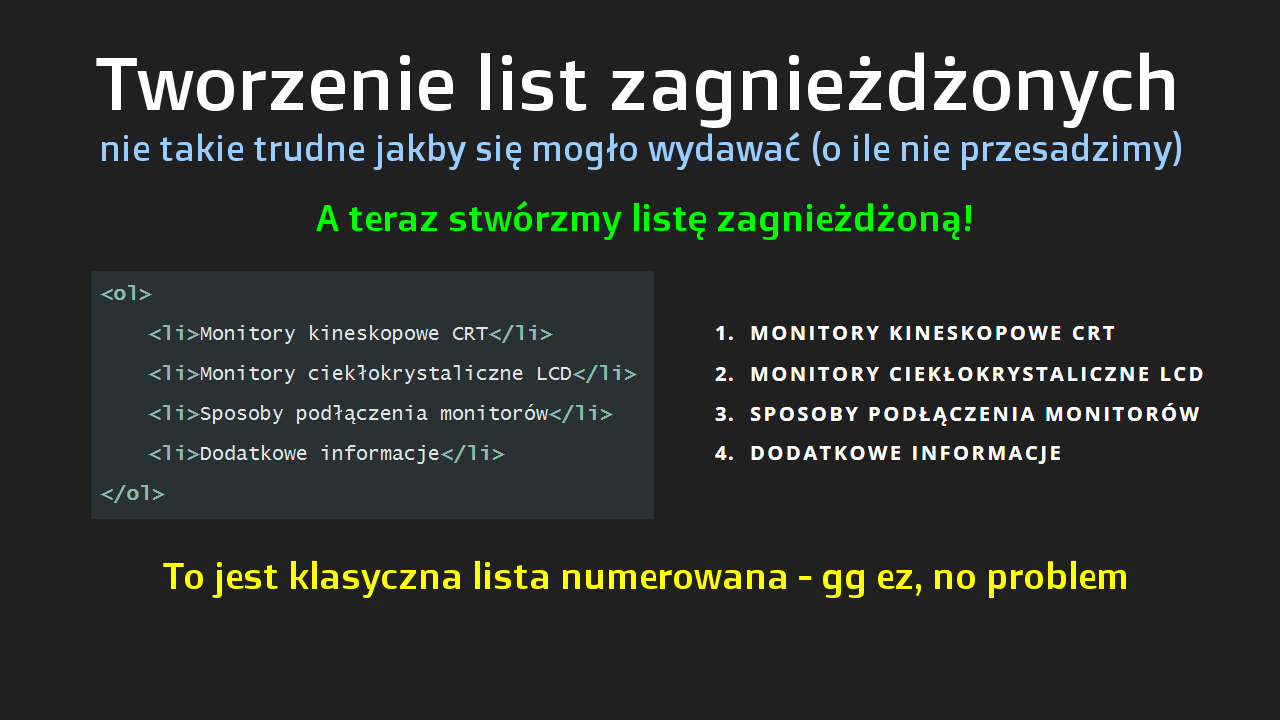 Tworzenie list zagnieżdżonych
nie takie trudne jakby się mogło wydawać (o ile nie przesadzimy)
A teraz stwórzmy listę zagnieżdżoną!
<ol>
<li>Monitory kineskopowe CRT</li>
<li>Monitory ciekłokrystaliczne LCD</li>
<li>Sposoby podłączenia monitorów</li>
<li>Dodatkowe informacje</li>
</ol>
1. MONITORY KINESKOPOWE CRT
2. MONITORY CIEKŁOKRYSTALICZNE LCD
3. SPOSOBY PODŁĄCZENIA MONITORÓW
4. DODATKOWE INFORMACJE
To jest klasyczna lista numerowana - gg ez, no problem